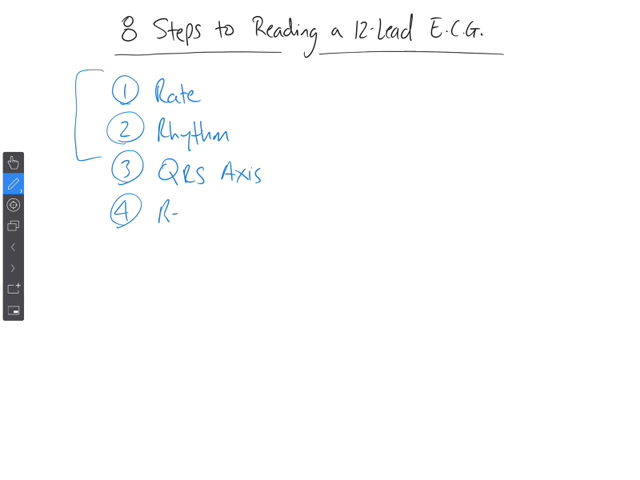 8 Steps to Reading a 12-Lead E.C.G.
1 Rate
2 Rhythm
3 QRS Axis
4 R-